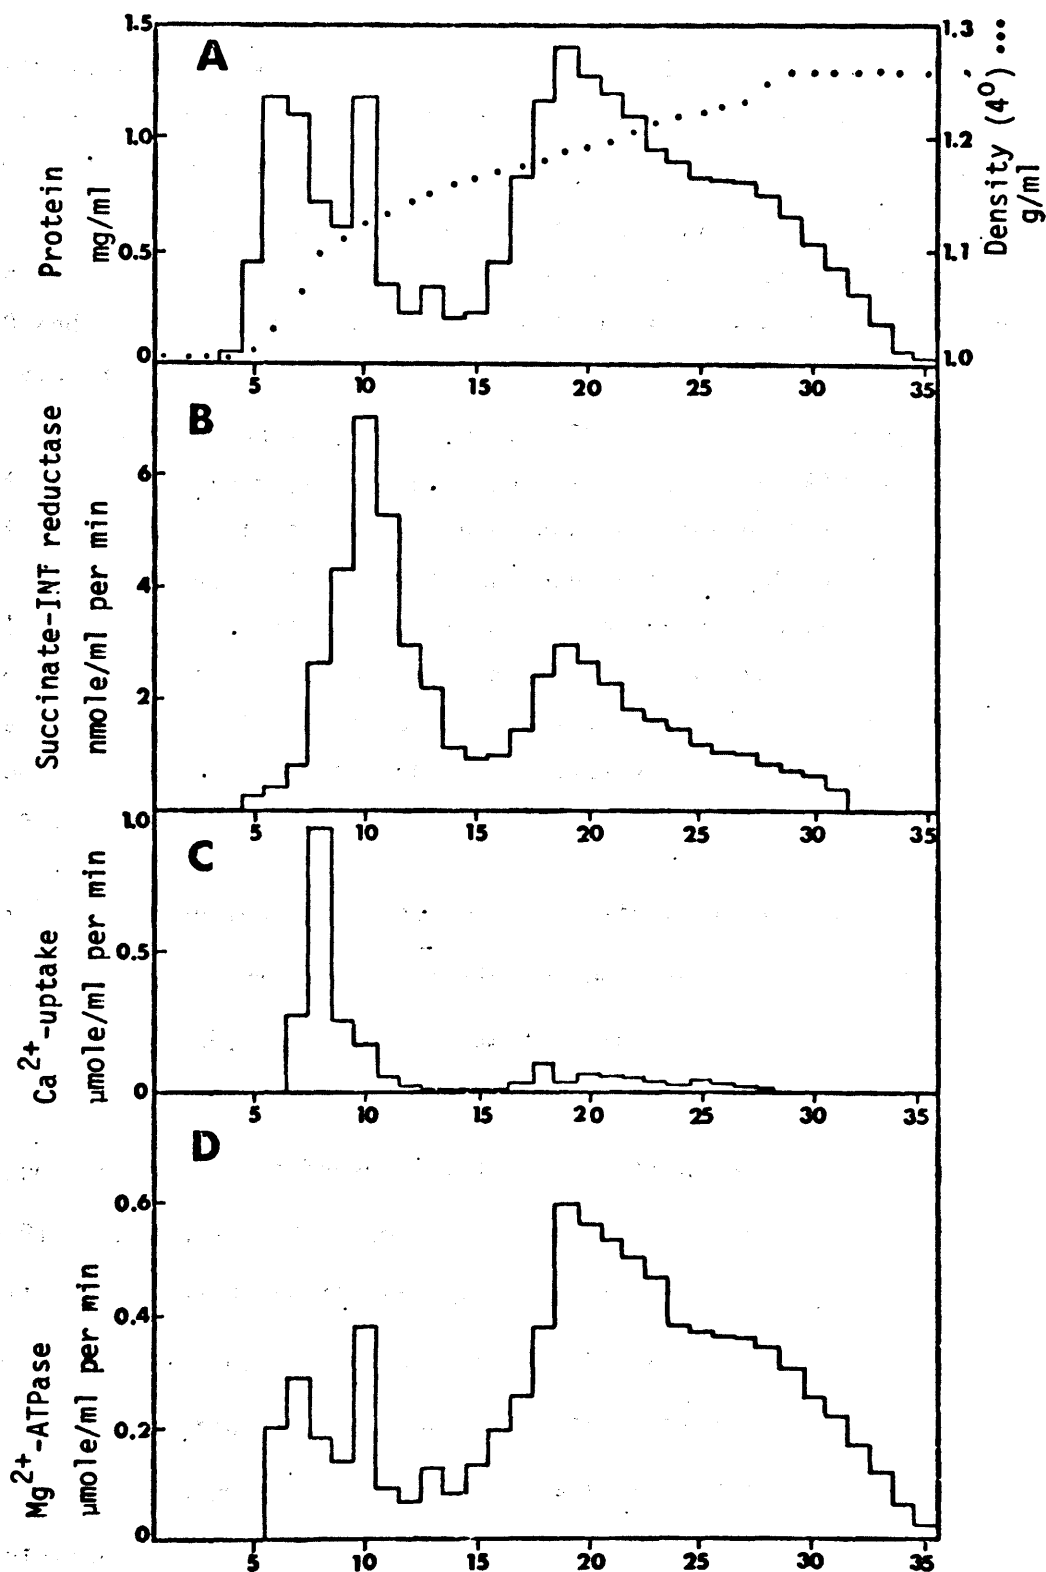 A
1.5
1.0
0.5
0
Protein
mg/ml
1.3
1.2
1.1
1.0
Density (4°) •••
g/ml
5 10 15 20 25 30 35
B
6
4
2
Succinate-INT reductase
nmole/ml per min
5 10 15 20 25 30 35
C
1.0
0.5
0
Ca2+-uptake
µmole/ml per min
5 10 15 20 25 30 35
D
0.6
0.4
0.2
0
Mg2+-ATPase
µmole/ml per min
5 10 15 20 25 30 35